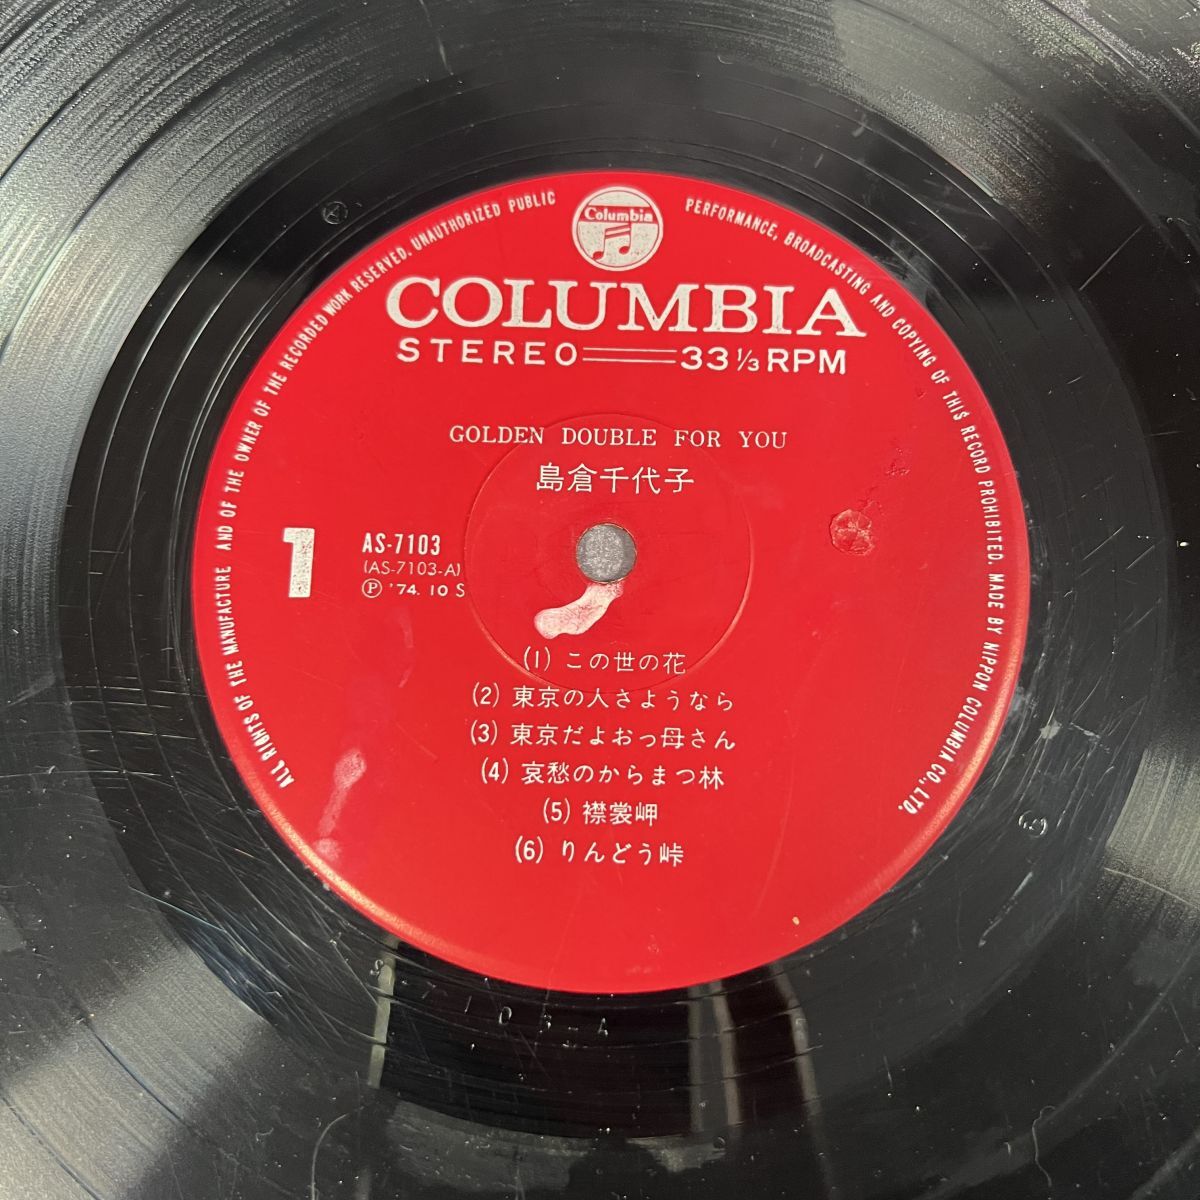 ALL RIGHTS OF THE MANUFACTURE AND OF THE OWNER OF THE RECORDED WORK RESERVED. UNAUTHORIZED PUBLIC PERFORMANCE, BROADCASTING AND COPYING OF THIS RECORD PROHIBITED. MADE BY NIPPON COLUMBIA CO., LTD.
Columbia
COLUMBIA
STEREO 33 1/3 RPM
GOLDEN DOUBLE FOR YOU
島倉千代子
1
AS-7103
(AS-7103-A)
Ⓟ '74. 10 S
(1) この世の花
(2) 東京の人さようなら
(3) 東京だよおっ母さん
(4) 哀愁のからまつ林
(5) 襟裳岬
(6) りんどう峠